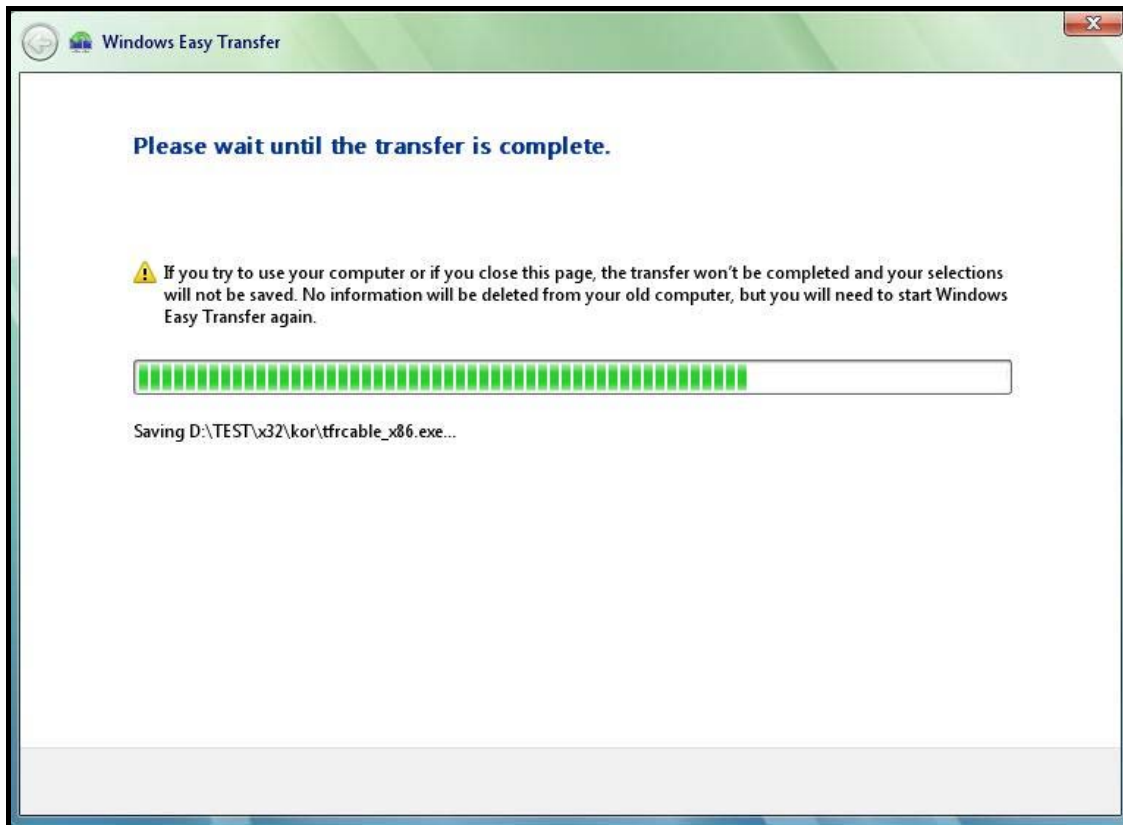 Windows Easy Transfer
Please wait until the transfer is complete.
If you try to use your computer or if you close this page, the transfer won't be completed and your selections
will not be saved. No information will be deleted from your old computer, but you will need to start Windows
Easy Transfer again.
Saving D:\TEST\x32\kor\tfrcable_x86.exe...